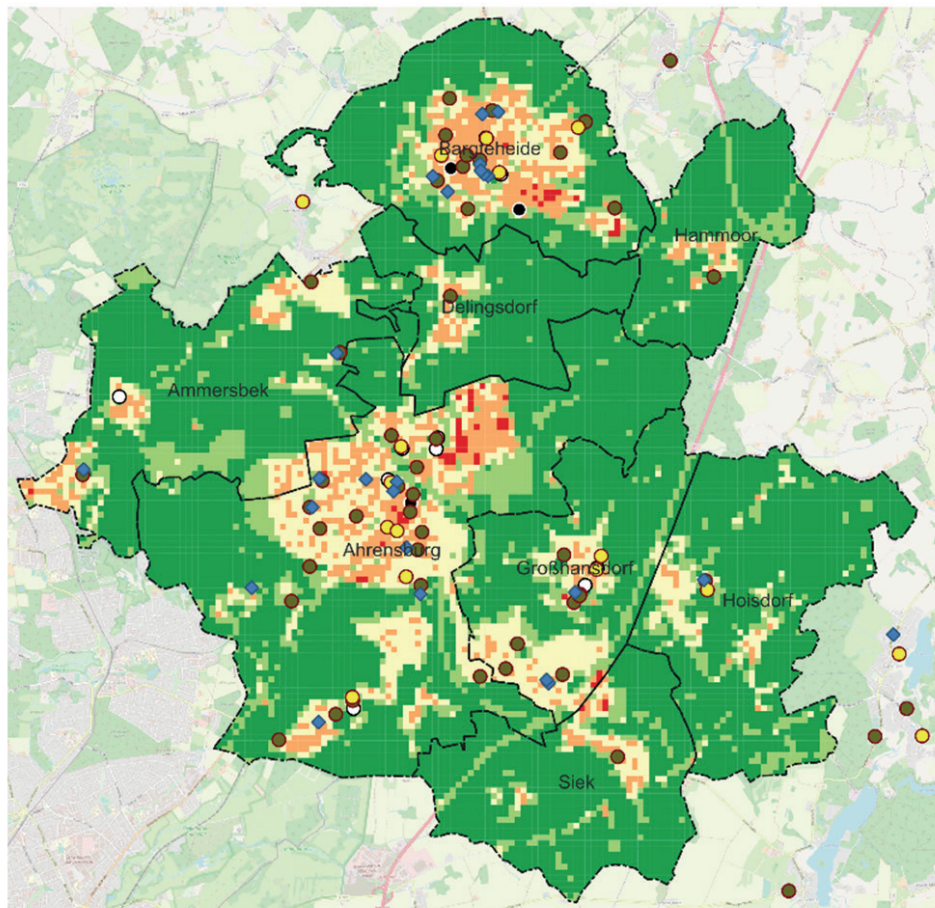 Bargteheide
Hammoor
Delingsdorf
Ammersbek
Ahrensburg
Großhansdorf
Hoisdorf
Siek